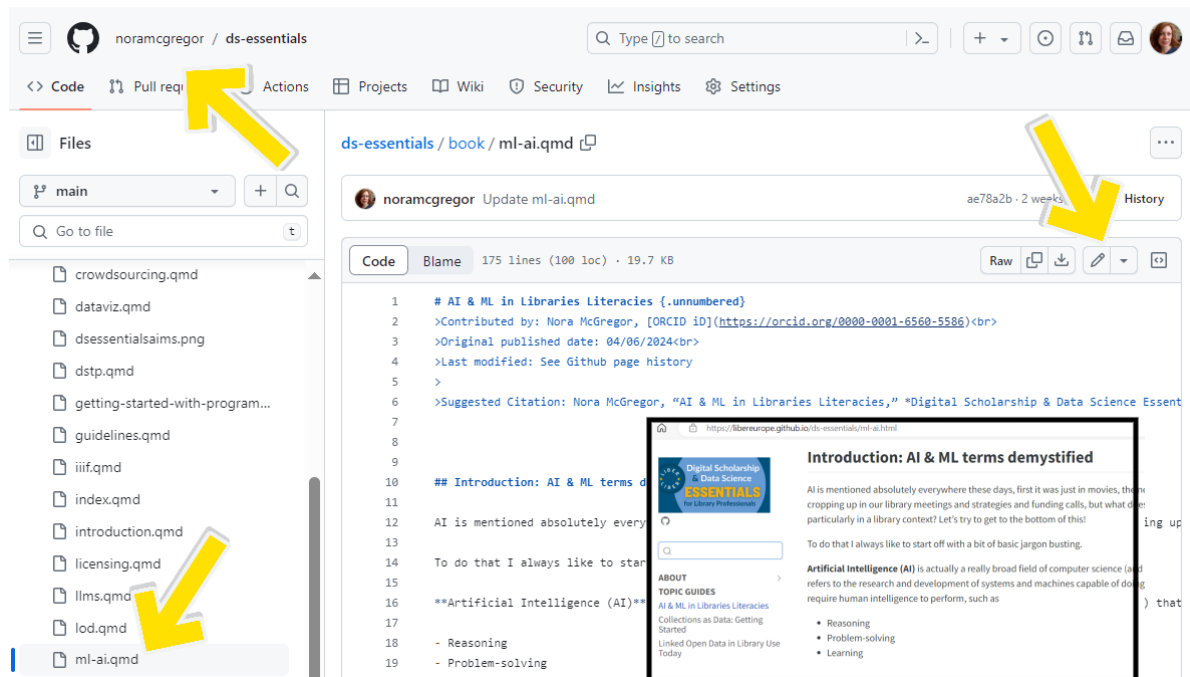 noramcgregor / ds-essentials
Type / to search
Code
Pull requ
Actions
Projects
Wiki
Security
Insights
Settings
Files
main
Go to file
t
crowdsourcing.qmd
dataviz.qmd
dsessentialsaims.png
dstp.qmd
getting-started-with-program...
guidelines.qmd
iiif.qmd
index.qmd
introduction.qmd
licensing.qmd
llms.qmd
lod.qmd
ml-ai.qmd
ds-essentials / book / ml-ai.qmd
noramcgregor Update ml-ai.qmd
ae78a2b · 2 weeks
History
Code Blame 175 lines (100 loc) · 19.7 KB
Raw
1 # AI & ML in Libraries Literacies {.unnumbered}
2 >Contributed by: Nora McGregor, [ORCID iD](https://orcid.org/0000-0001-6560-5586)<br>
3 >Original published date: 04/06/2024<br>
4 >Last modified: See Github page history
5 >
6 >Suggested Citation: Nora McGregor, “AI & ML in Libraries Literacies,” *Digital Scholarship & Data Science Essent
7
8
9
10 ## Introduction: AI & ML terms d
11
12 AI is mentioned absolutely every
ing up
13
14 To do that I always like to star
15
16 **Artificial Intelligence (AI)**
) that
17
18 - Reasoning
19 - Problem-solving
https://libereurope.github.io/ds-essentials/ml-ai.html
LIBER
Digital Scholarship
& Data Science
ESSENTIALS
for Library Professionals
ABOUT
TOPIC GUIDES
AI & ML in Libraries Literacies
Collections as Data: Getting
Started
Linked Open Data in Library Use
Today
Introduction: AI & ML terms demystified
AI is mentioned absolutely everywhere these days, first it was just in movies, the
cropping up in our library meetings and strategies and funding calls, but what
particularly in a library context? Let's try to get to the bottom of this!
To do that I always like to start off with a bit of basic jargon busting.
Artificial Intelligence (AI) is actually a really broad field of computer science
refers to the research and development of systems and machines capable of
require human intelligence to perform, such as
• Reasoning
• Problem-solving
• Learning